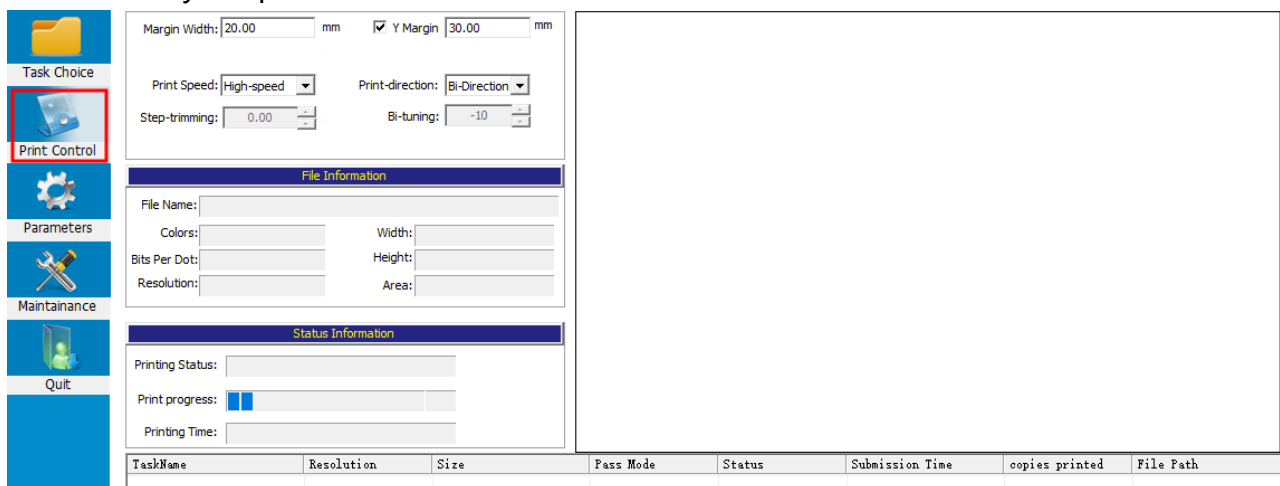 Task Choice
Print Control
Parameters
Maintainance
Quit
Margin Width: 20.00 mm Y Margin 30.00 mm
Print Speed: High-speed Print-direction: Bi-Direction
Step-trimming: 0.00 Bi-tuning: -10
File Information
File Name:
Colors: Width:
Bits Per Dot: Height:
Resolution: Area:
Status Information
Printing Status:
Print progress:
Printing Time:
TaskName Resolution Size Pass Mode Status Submission Time copies printed File Path